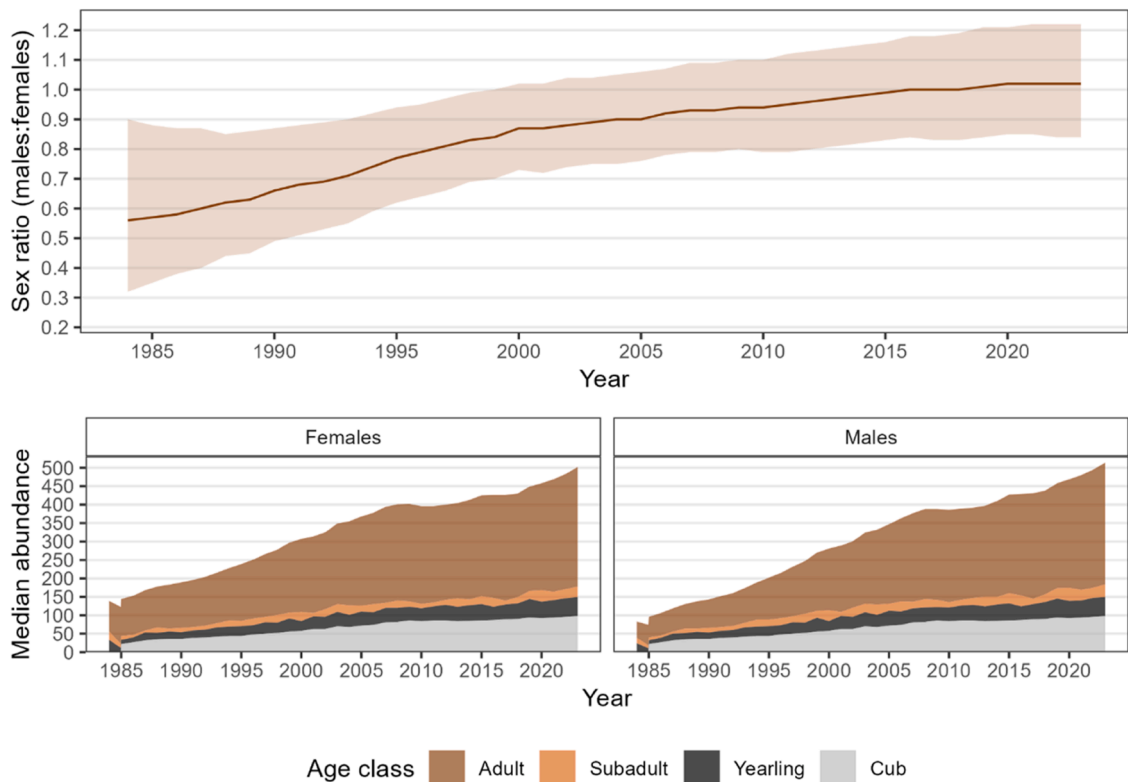 Sex ratio (males:females)
1.2
1.1
1.0
0.9
0.8
0.7
0.6
0.5
0.4
0.3
0.2
1985 1990 1995 2000 2005 2010 2015 2020
Year
Females Males
Median abundance
500
450
400
350
300
250
200
150
100
50
0
1985 1990 1995 2000 2005 2010 2015 2020 1985 1990 1995 2000 2005 2010 2015 2020
Year Year
Age class Adult Subadult Yearling Cub